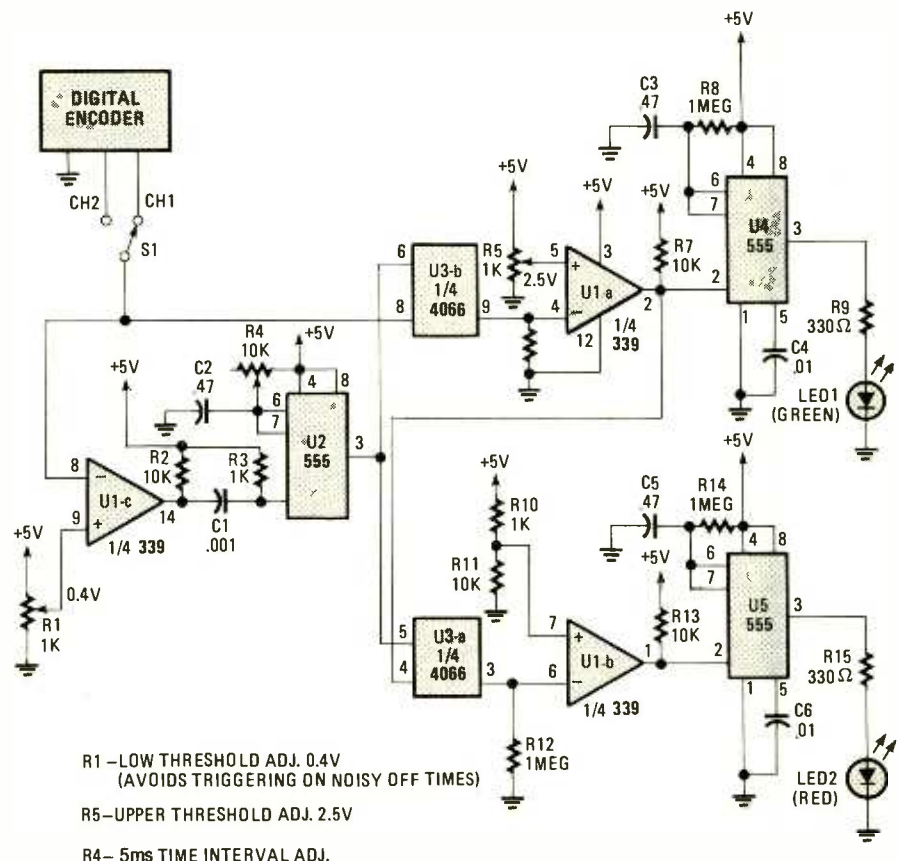 DIGITAL
ENCODER
CH2
CH1
S1
+5V
C3
.47
R8
1MEG
4
8
6
7
U4
555
3
2
1
5
C4
.01
R9
330Ω
LED1
(GREEN)
+5V
R5
1K
2.5V
+5V
3
5
+
U1a
4
−
2
12
1/4
339
+5V
R7
10K
6
U3-b
1/4
4066
8
9
C2
.47
R4
10K
+5V
4
8
6
7
U2
555
3
+5V
R2
10K
R3
1K
8
−
U1-c
9
+
14
1/4 339
C1
.001
+5V
0.4V
R1
1K
+5V
R10
1K
R11
10K
5
U3-a
1/4
4066
4
3
7
+
U1-b
6
−
1
1/4 339
R12
1MEG
+5V
R13
10K
C5
.47
R14
1MEG
+5V
4
8
6
7
U5
555
3
2
1
5
C6
.01
R15
330Ω
LED2
(RED)
R1 –LOW THRESHOLD ADJ. 0.4V
(AVOIDS TRIGGERING ON NOISY OFF TIMES)
R5–UPPER THRESHOLD ADJ. 2.5V
R4– 5ms TIME INTERVAL ADJ.